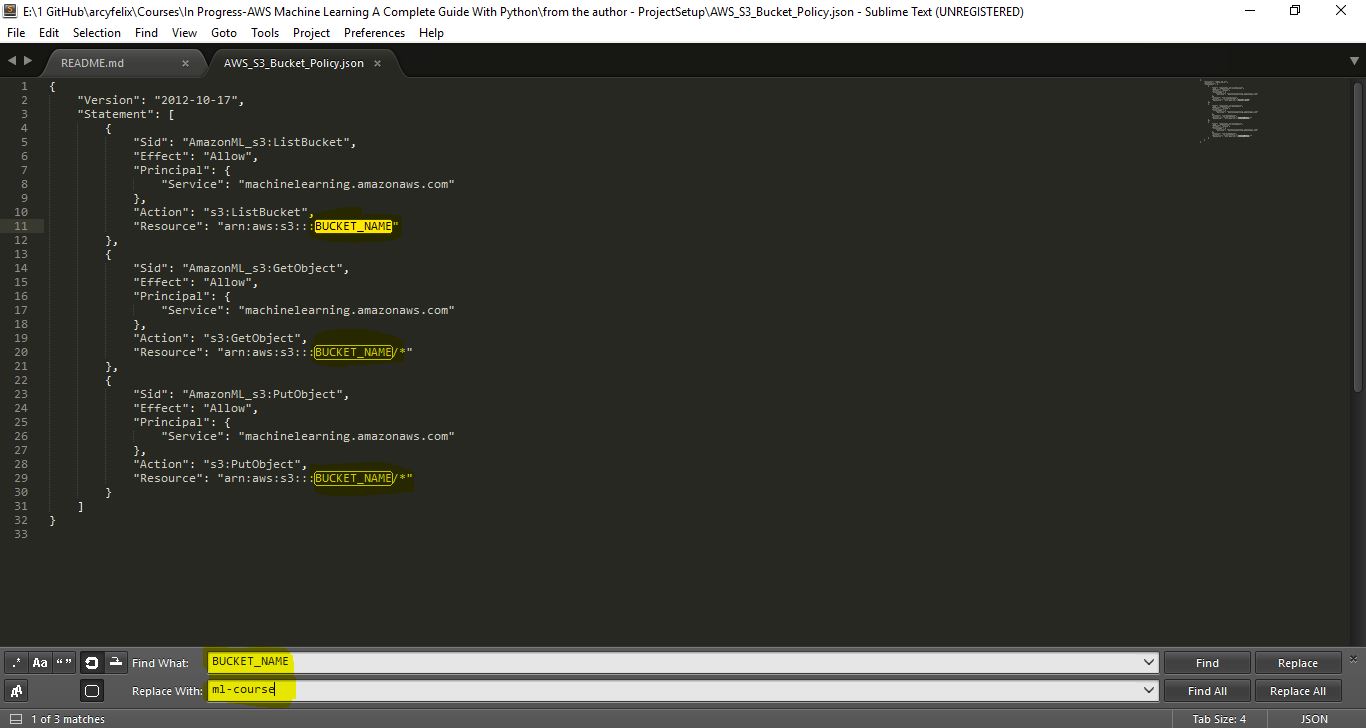 E:\1 GitHub\arcyfelix\Courses\In Progress-AWS Machine Learning A Complete Guide With Python\from the author - ProjectSetup\AWS_S3_Bucket_Policy.json - Sublime Text (UNREGISTERED)
File Edit Selection Find View Goto Tools Project Preferences Help
README.md × AWS_S3_Bucket_Policy.json ×
1 {
2     "Version": "2012-10-17",
3     "Statement": [
4         {
5             "Sid": "AmazonML_s3:ListBucket",
6             "Effect": "Allow",
7             "Principal": {
8                 "Service": "machinelearning.amazonaws.com"
9             },
10             "Action": "s3:ListBucket",
11             "Resource": "arn:aws:s3:::BUCKET_NAME"
12         },
13         {
14             "Sid": "AmazonML_s3:GetObject",
15             "Effect": "Allow",
16             "Principal": {
17                 "Service": "machinelearning.amazonaws.com"
18             },
19             "Action": "s3:GetObject",
20             "Resource": "arn:aws:s3:::BUCKET_NAME/*"
21         },
22         {
23             "Sid": "AmazonML_s3:PutObject",
24             "Effect": "Allow",
25             "Principal": {
26                 "Service": "machinelearning.amazonaws.com"
27             },
28             "Action": "s3:PutObject",
29             "Resource": "arn:aws:s3:::BUCKET_NAME/*"
30         }
31     ]
32 }
33
.* Aa “” Find What: BUCKET_NAME Find Replace
Replace With: ml-course Find All Replace All
1 of 3 matches Tab Size: 4 JSON